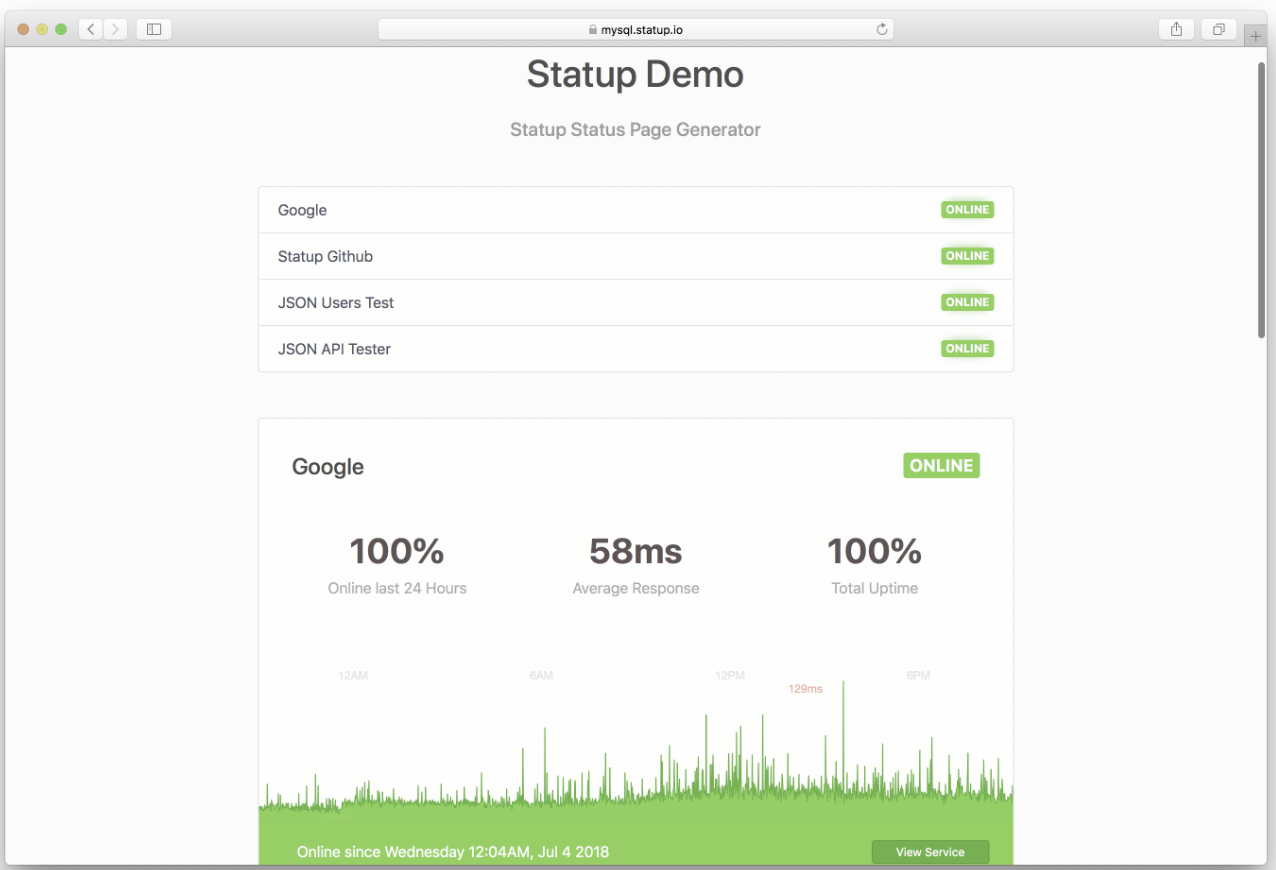 mysql.statup.io
Statup Demo
Statup Status Page Generator
Google ONLINE
Statup Github ONLINE
JSON Users Test ONLINE
JSON API Tester ONLINE
Google ONLINE
100% 58ms 100%
Online last 24 Hours Average Response Total Uptime
12AM 6AM 12PM 6PM
129ms
Online since Wednesday 12:04AM, Jul 4 2018 View Service